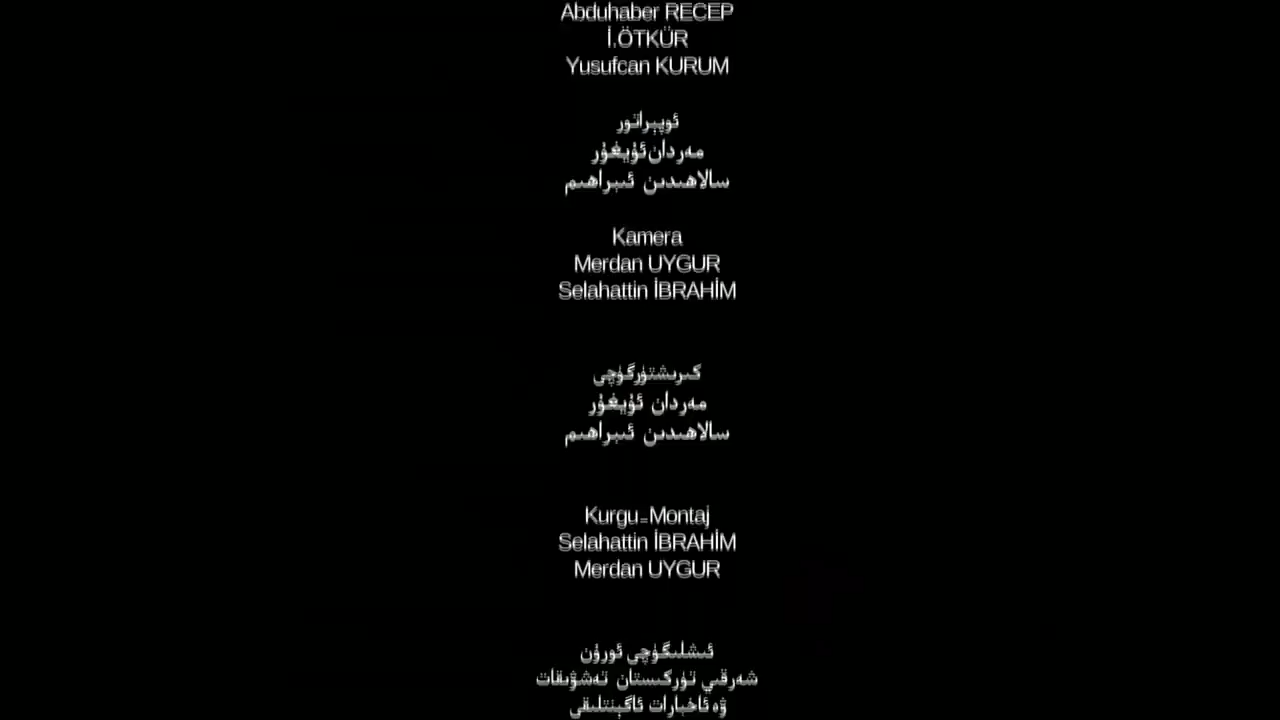 Abduhaber RECEP
İ.ÖTKÜR
Yusufcan KURUM
ئوپېراتور
مەردان ئۇيغۇر
سالاھىدىن ئىبراھىم
Kamera
Merdan UYGUR
Selahattin İBRAHİM
كىرىشتۈرگۈچى
مەردان ئۇيغۇر
سالاھىدىن ئىبراھىم
Kurgu-Montaj
Selahattin İBRAHİM
Merdan UYGUR
ئىشلىگۈچى ئورۇن
شەرقىي تۈركىستان تەشۋىقات
ۋە ئاخبارات ئاگېنتلىقى